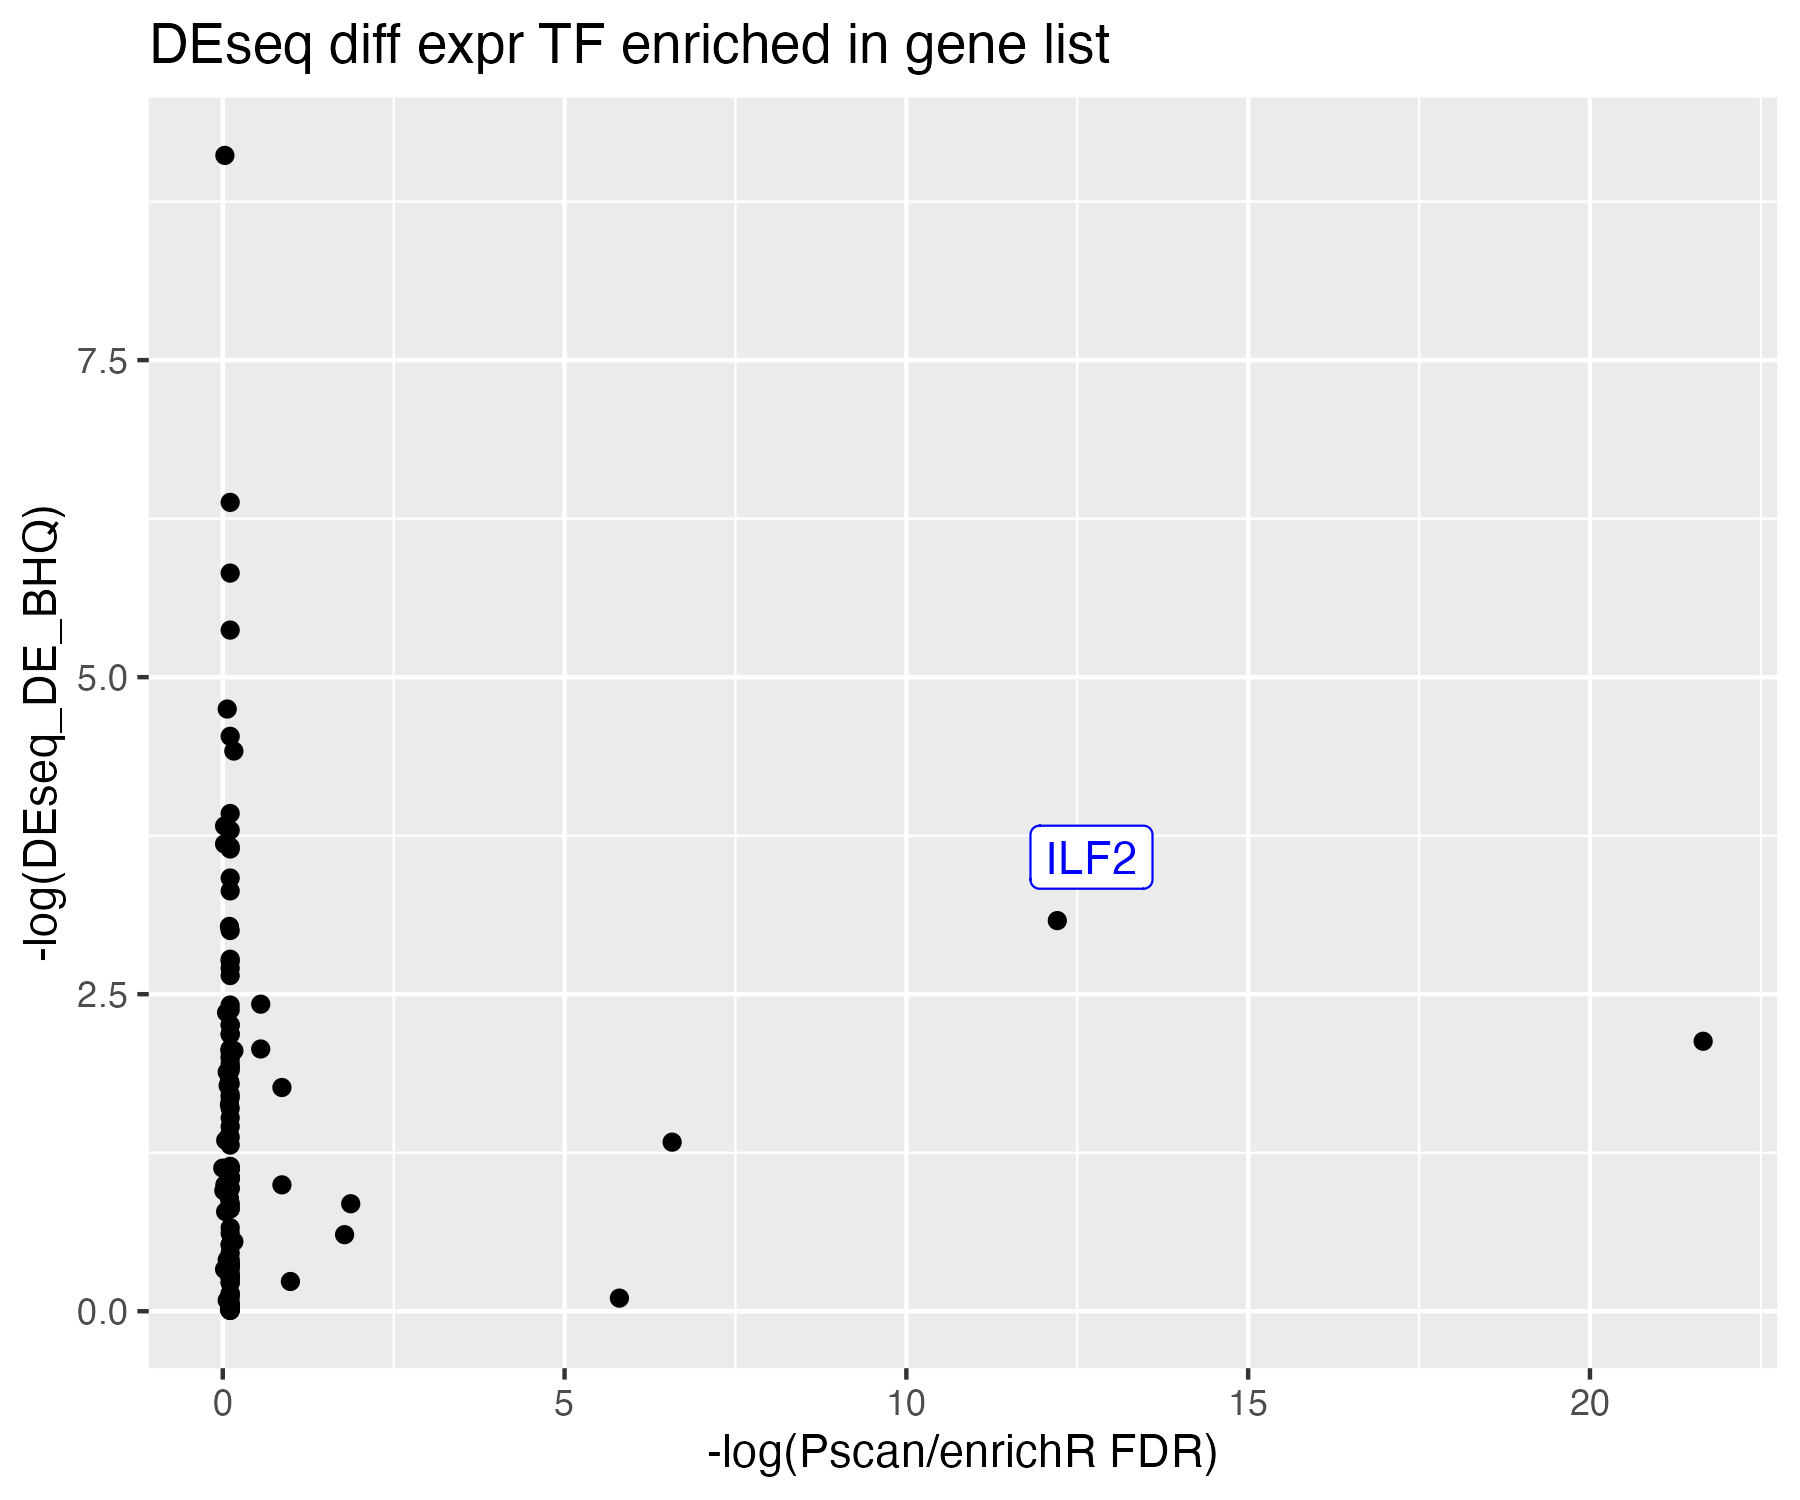 DEseq diff expr TF enriched in gene list
-log(DEseq_DE_BHQ)
7.5
5.0
2.5
0.0
ILF2
0
5
10
15
20
-log(Pscan/enrichR FDR)